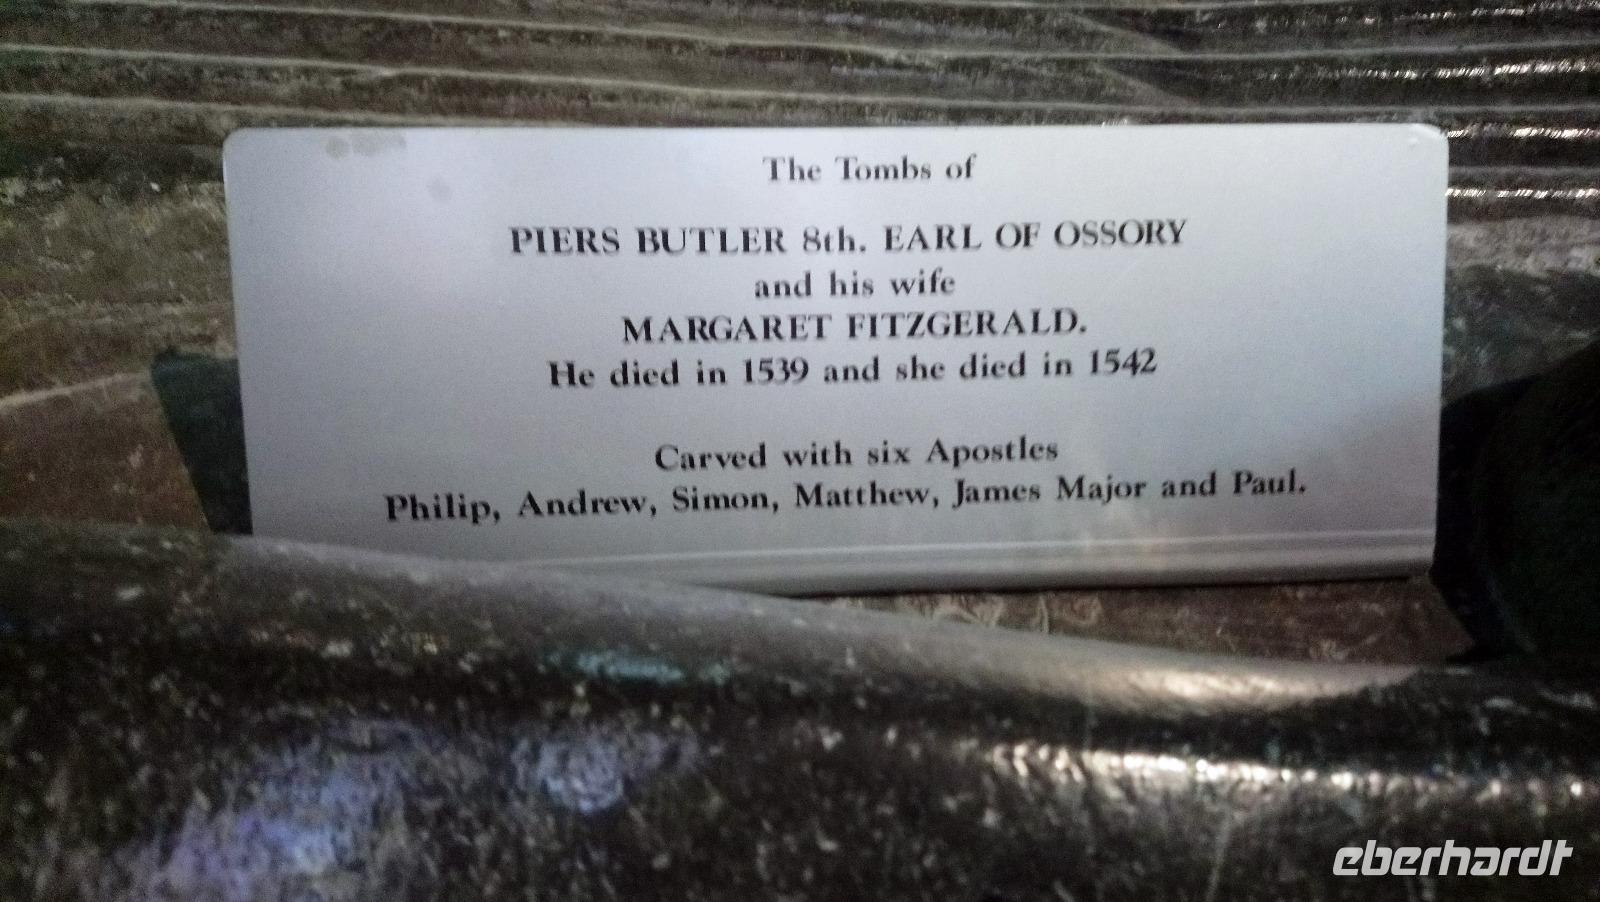 The Tombs of
PIERS BUTLER 8th. EARL OF OSSORY
and his wife
MARGARET FITZGERALD.
He died in 1539 and she died in 1542
Carved with six Apostles
Philip, Andrew, Simon, Matthew, James Major and Paul.
eberhardt